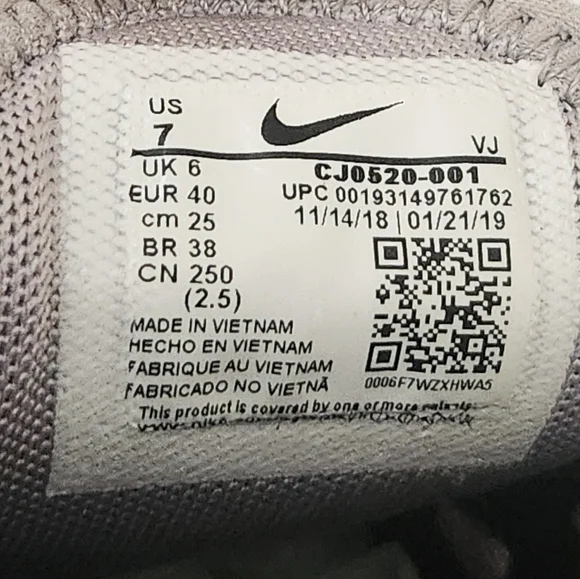 US
7
VJ
UK 6
EUR 40
cm 25
BR 38
CN 250
(2.5)
CJ0520-001
UPC 00193149761762
11/14/18 | 01/21/19
0006F7WZXHWA5
MADE IN VIETNAM
HECHO EN VIETNAM
FABRIQUE AU VIETNAM
FABRICADO NO VIETNÃ
This product is covered by one or more